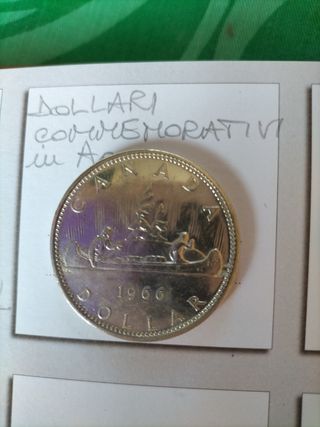 DOLLARI
COMMEMORATIVI
in A
CANADA
1966
DOLLAR